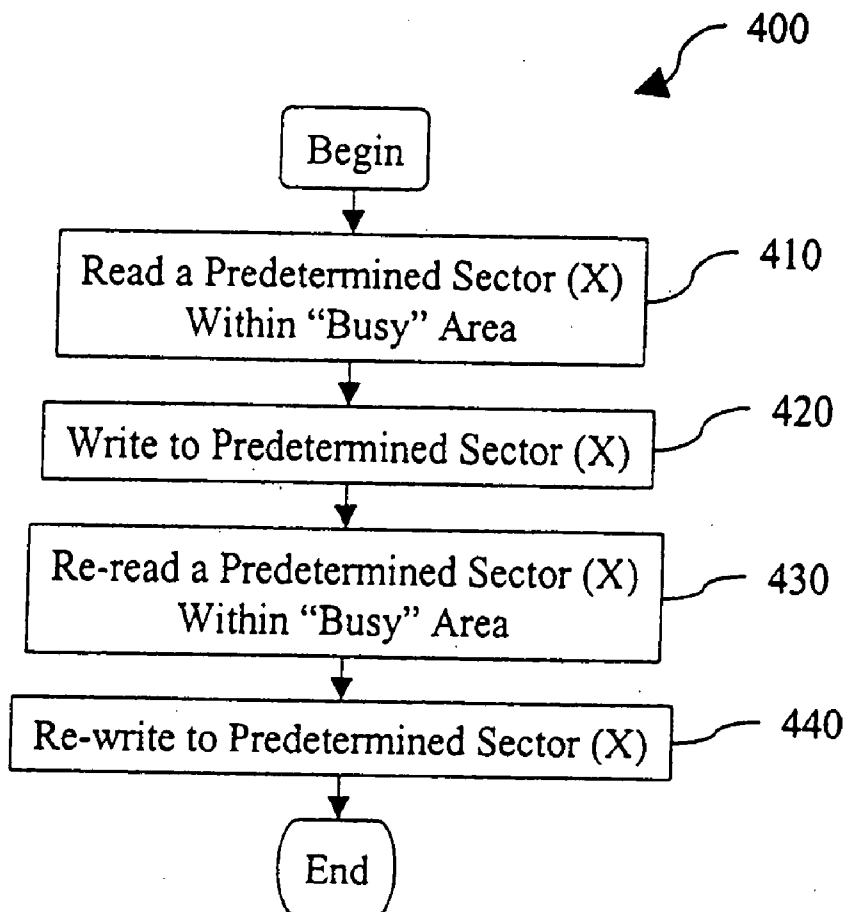 400
Begin
Read a Predetermined Sector (X)
Within “Busy” Area
410
Write to Predetermined Sector (X)
420
Re-read a Predetermined Sector (X)
Within “Busy” Area
430
Re-write to Predetermined Sector (X)
440
End